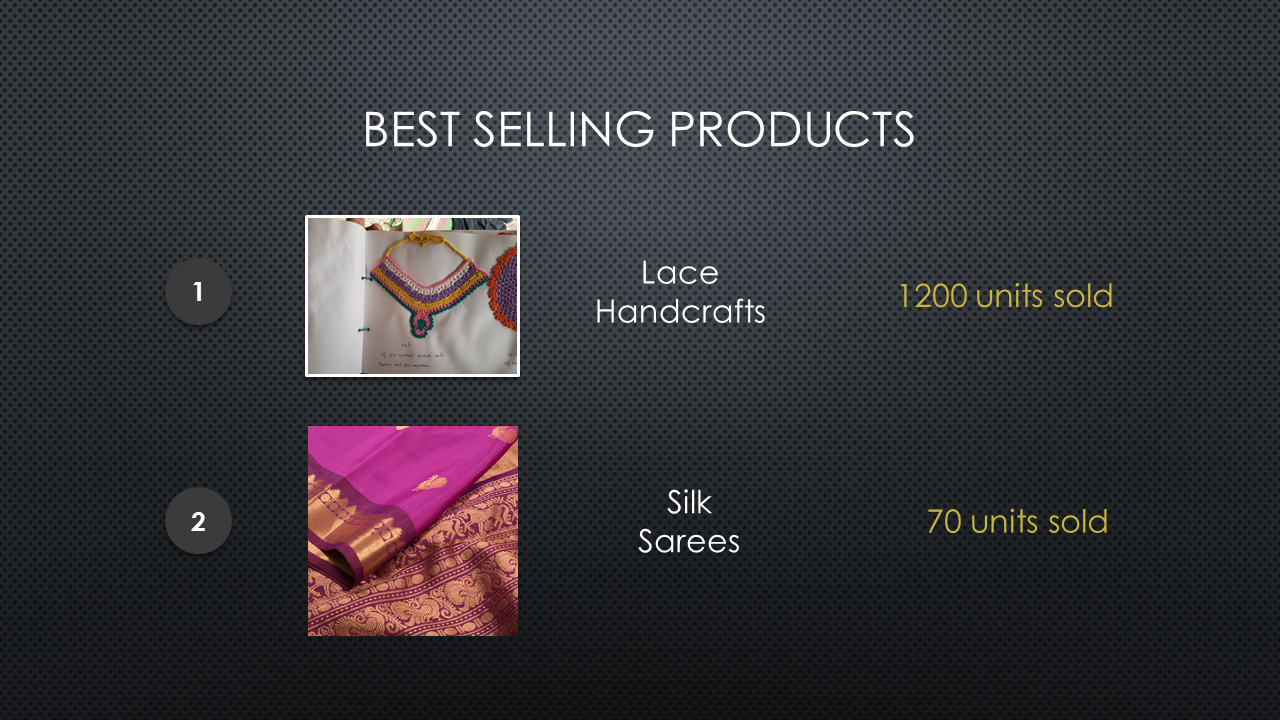 BEST SELLING PRODUCTS
1
Lace
Handcrafts
1200 units sold
2
Silk
Sarees
70 units sold